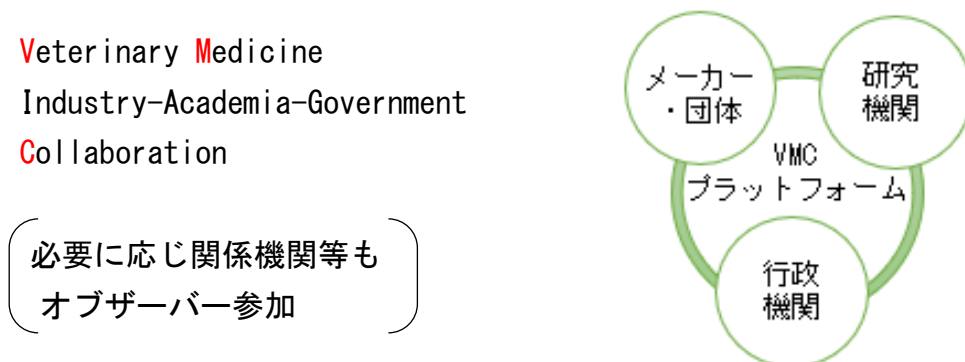 Veterinary Medicine
Industry-Academia-Government
Collaboration
必要に応じ関係機関等も
オブザーバー参加
メーカー
・団体
研究
機関
VMC
プラットフォーム
行政
機関